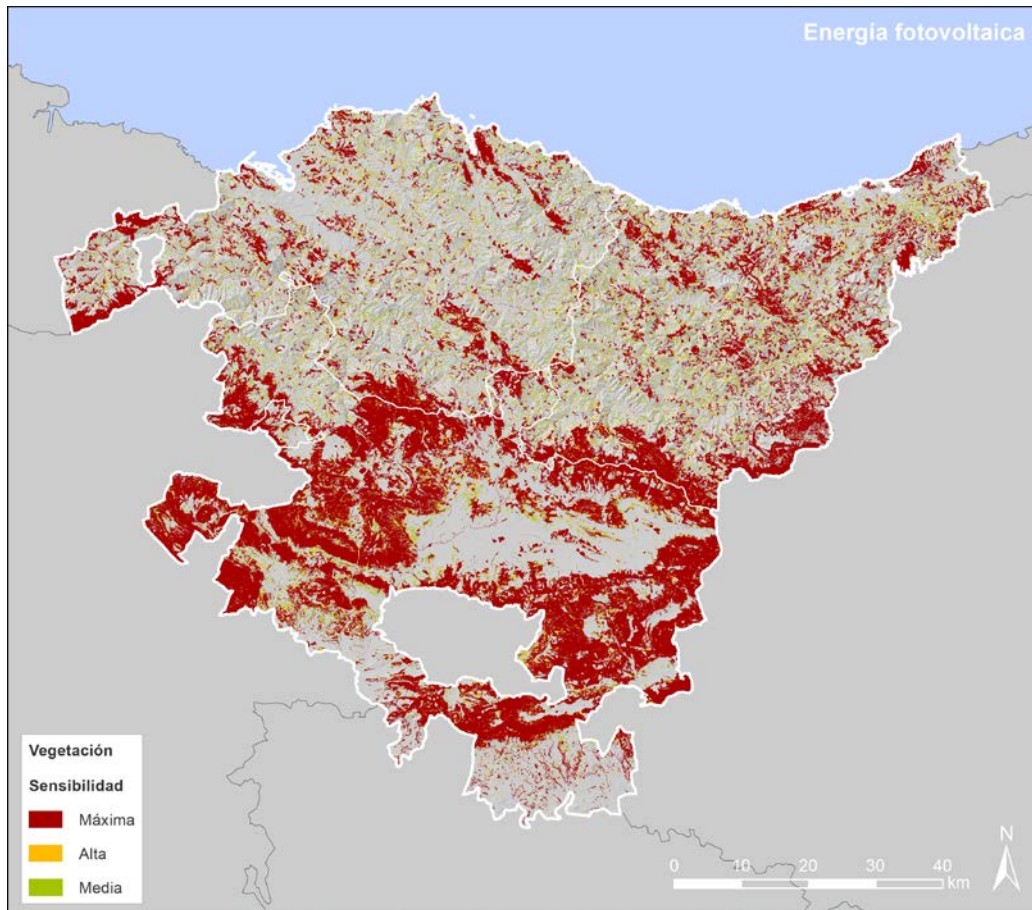 Energía fotovoltaica
Vegetación
Sensibilidad
Máxima
Alta
Media
N
0 10 20 30 40
km